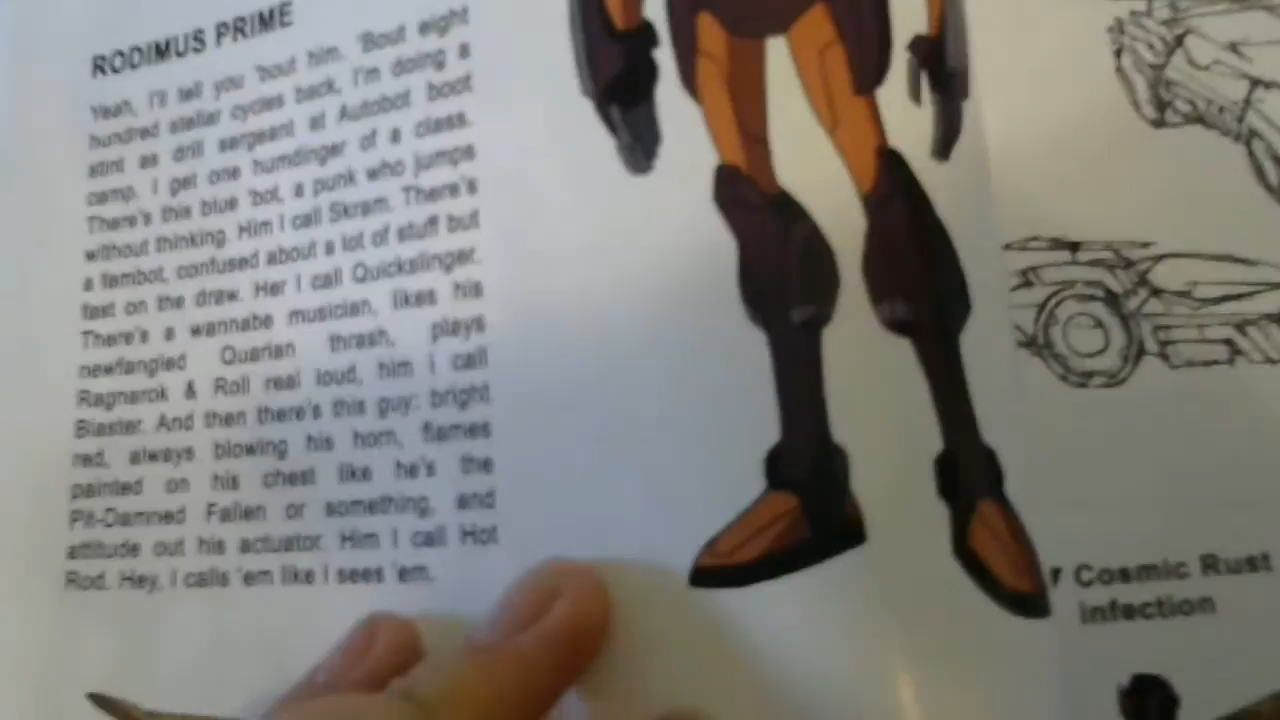 RODIMUS PRIME
Yeah, I'll tell you 'bout him. 'Bout eight
hundred stellar cycles back, I'm doing a
stint as drill sergeant at Autobot boot
camp. I get one humdinger of a class.
There's this blue 'bot, a punk who jumps
without thinking. Him I call Skram. There's
a fembot, confused about a lot of stuff but
fast on the draw. Her I call Quickslinger.
There's a wannabe musician, likes his
newfangled Quarian thrash, plays
Ragnarok & Roll real loud, him I call
Blaster. And then there's this guy: bright
red, always blowing his horn, flames
painted on his chest like he's the
Pit-Damned Fallen or something, and
attitude out his actuator. Him I call Hot
Rod. Hey, I calls 'em like I sees 'em.
Cosmic Rust
Infection